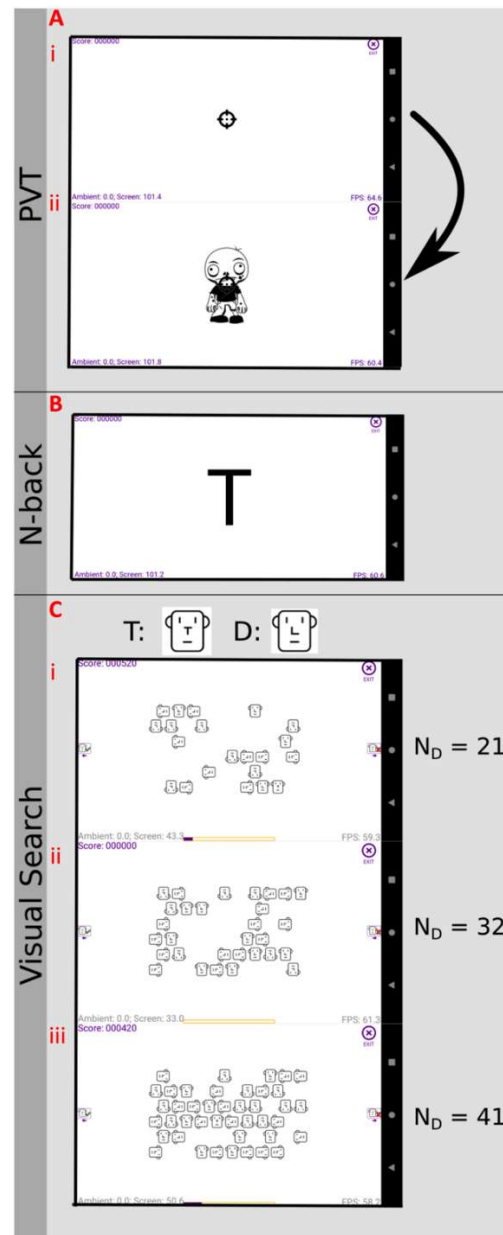 A
PVT
i
Score: 000000
EXIT
Ambient: 0.0; Screen: 101.4
FPS: 64.6
ii
Score: 000000
EXIT
Ambient: 0.0; Screen: 101.8
FPS: 60.4
B
N-back
Score: 000000
EXIT
T
Ambient: 0.0; Screen: 101.2
FPS: 60.6
C
Visual Search
T: D:
i
Score: 000520
EXIT
N_D = 21
Ambient: 0.0; Screen: 43.3
FPS: 59.3
ii
Score: 000000
EXIT
N_D = 32
Ambient: 0.0; Screen: 33.0
FPS: 61.3
iii
Score: 000420
EXIT
N_D = 41
Ambient: 0.0; Screen: 50.6
FPS: 58.2